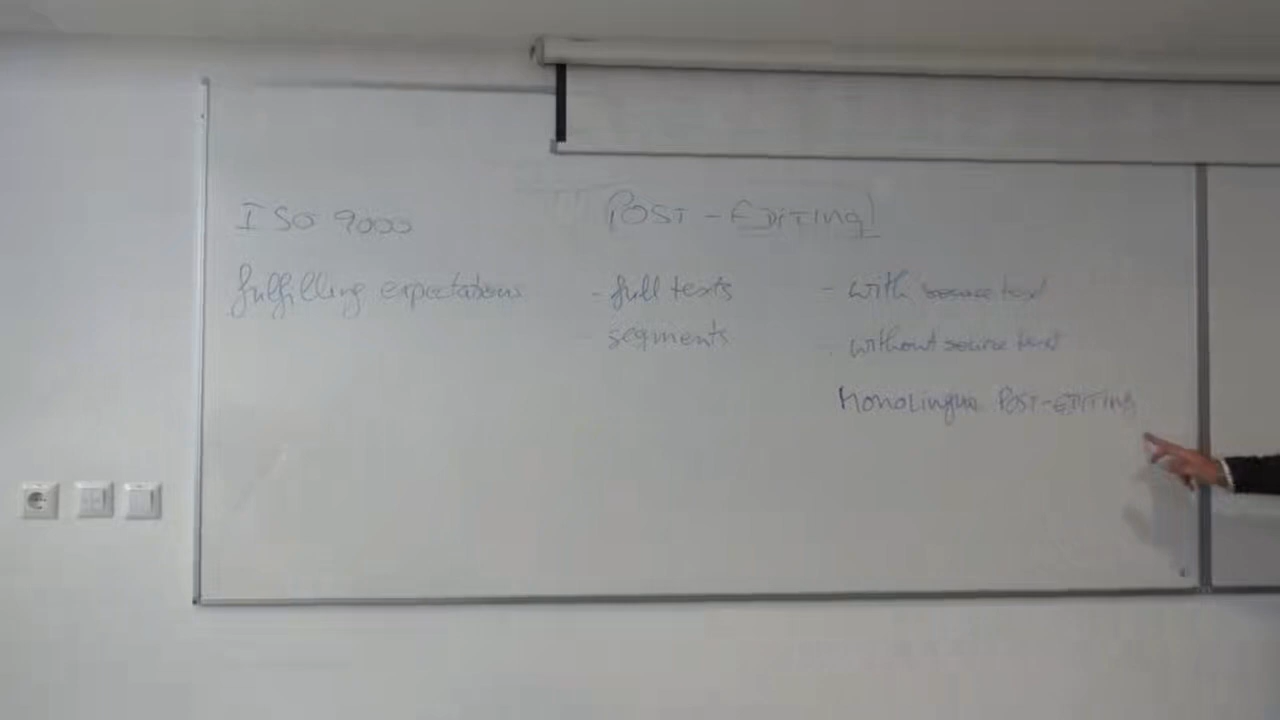 ISO 9000
fulfilling expectations
POST-EDITING
- full texts
- segments
- with source text
- without source text
Monolingual POST-EDITING